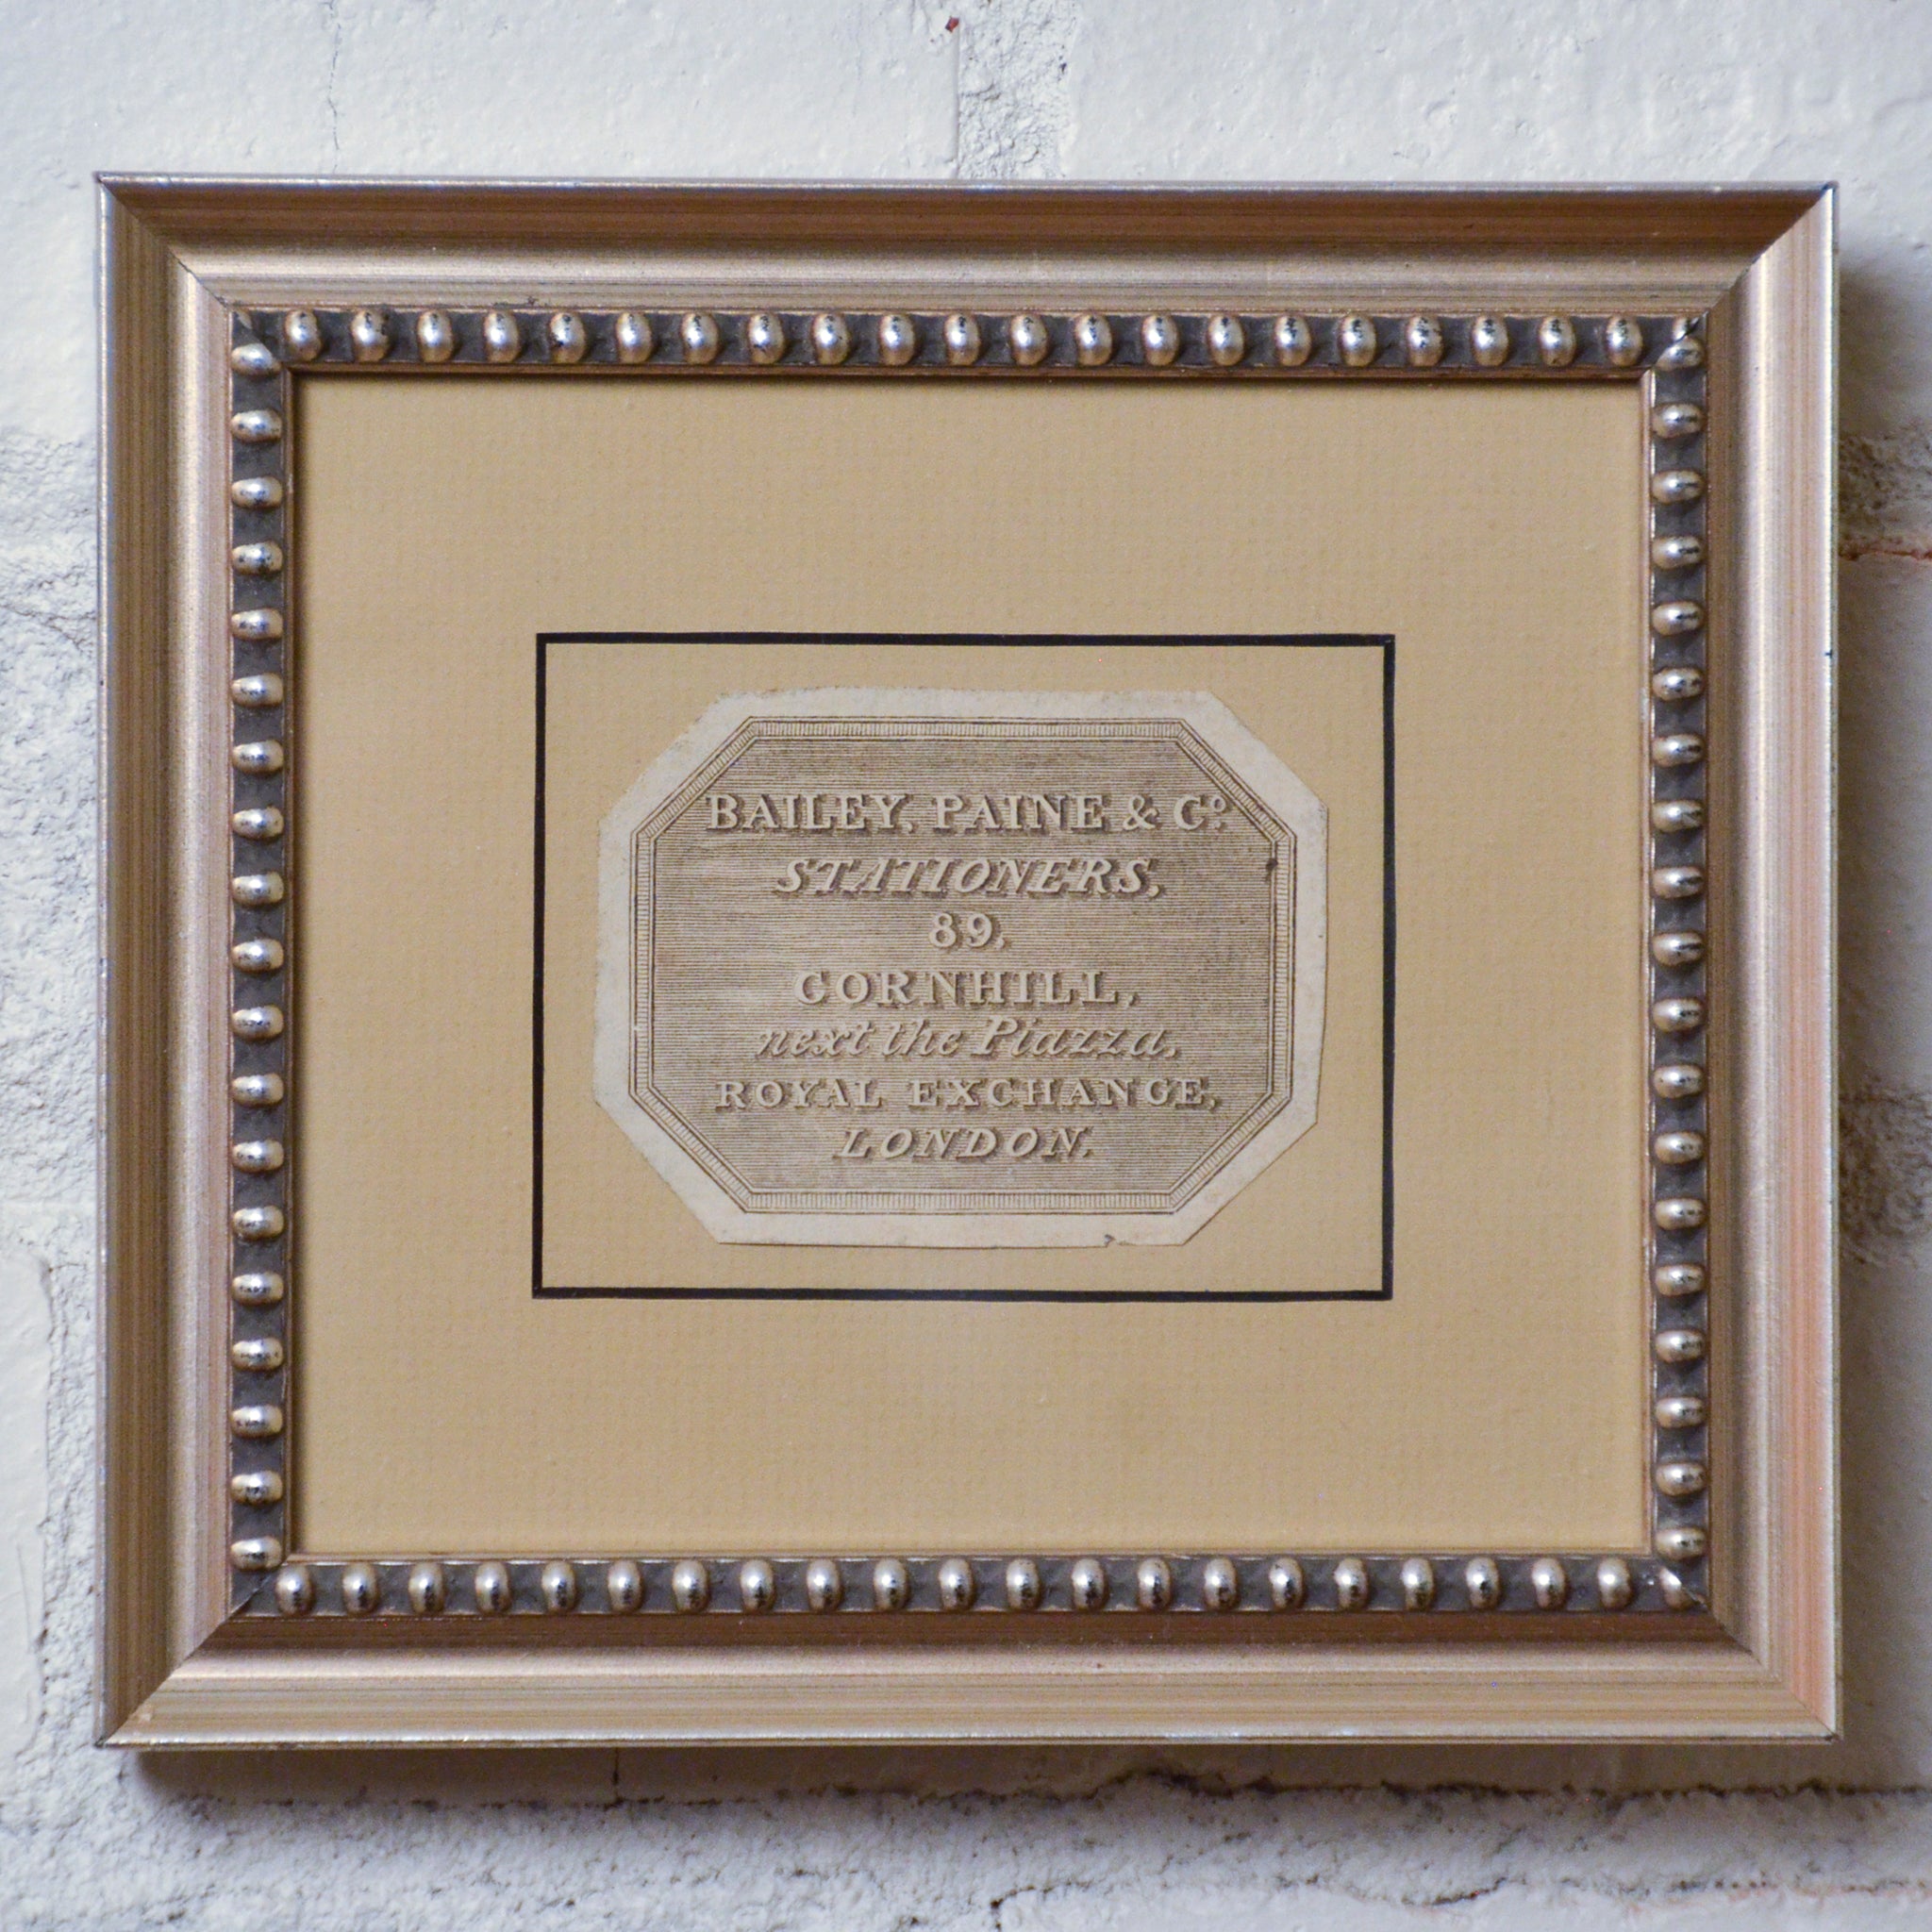 BAILEY, PAINE & Cº.
STATIONERS,
89,
CORNHILL,
next the Piazza,
ROYAL EXCHANGE,
LONDON.